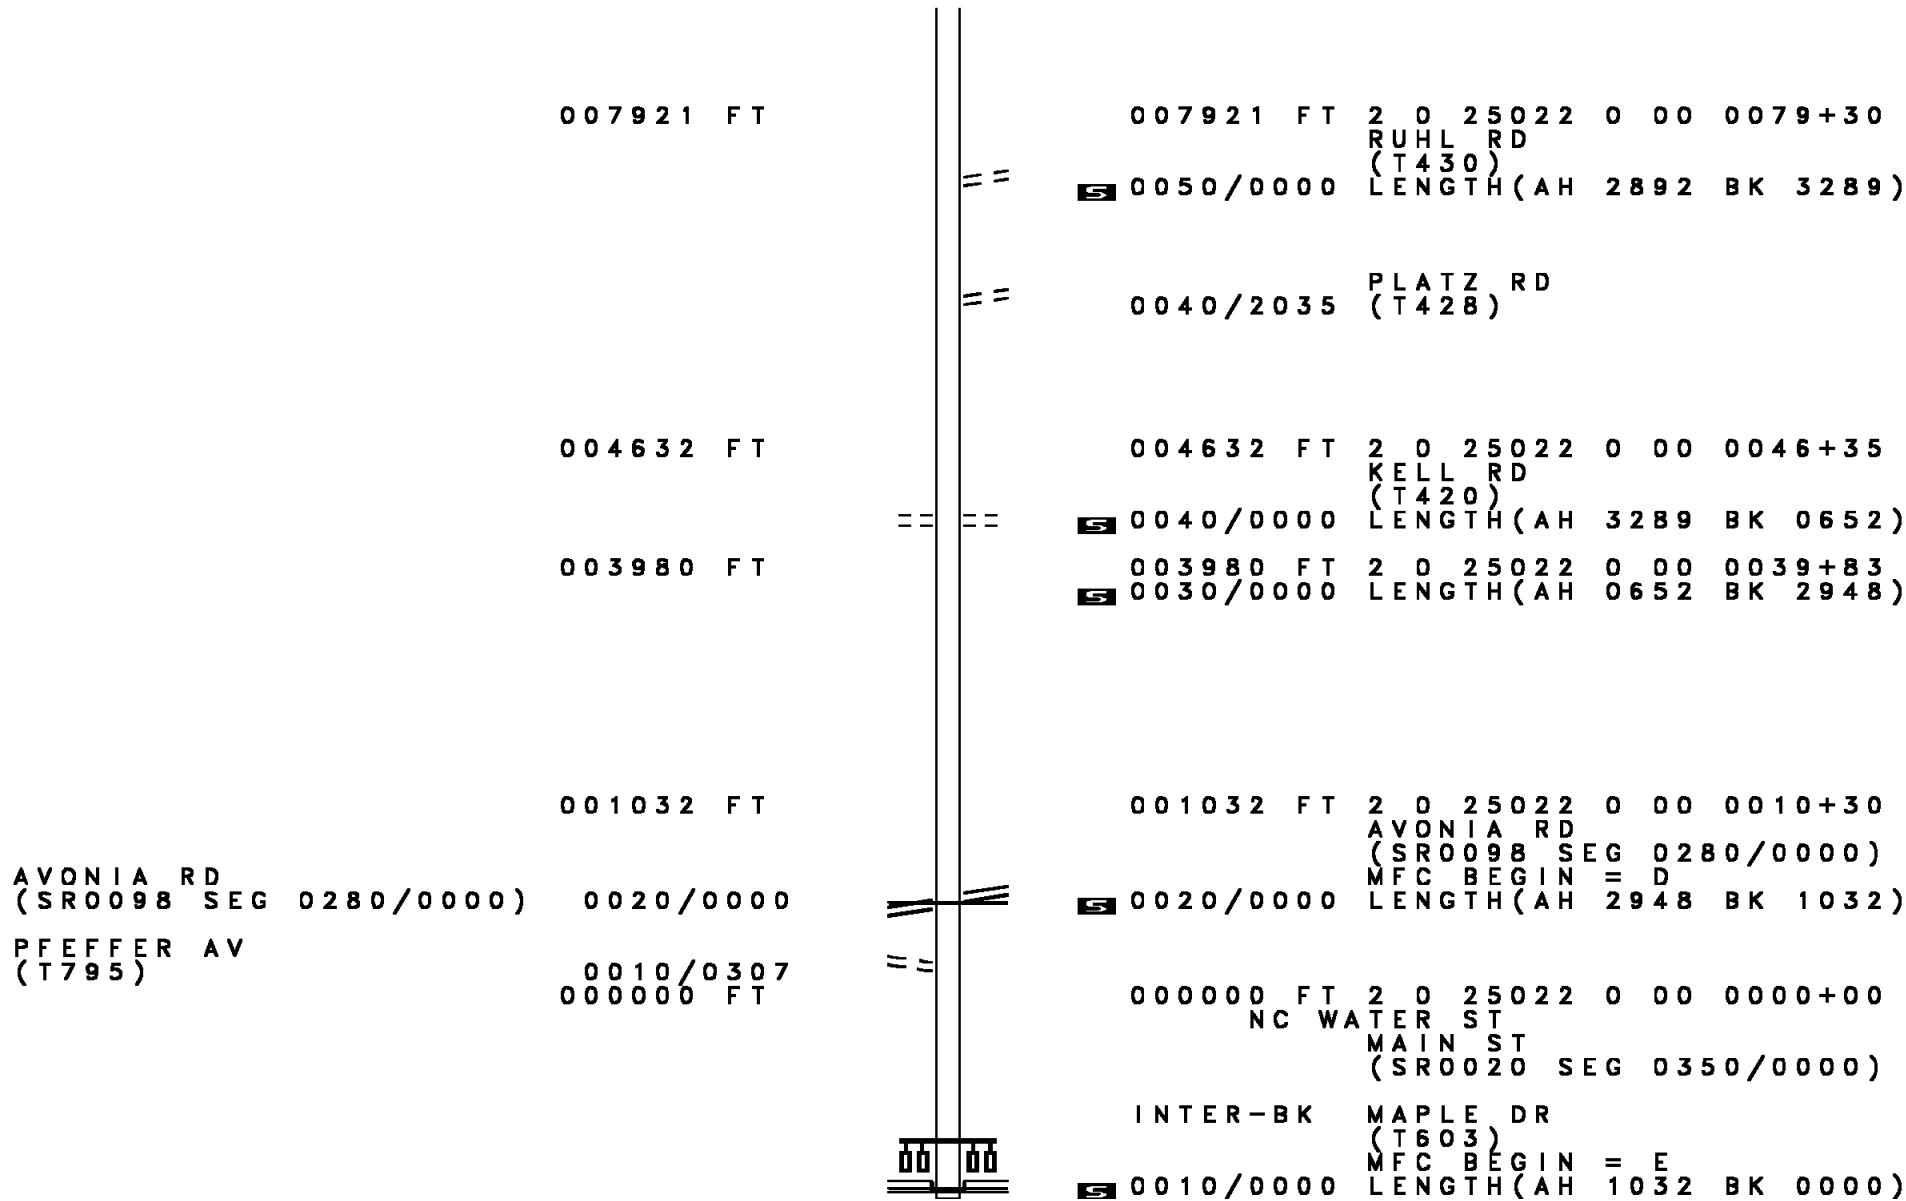 007921 FT 007921 FT 2 0 25022 0 00 0079+30
RUHL RD
(T430)
S 0050/0000 LENGTH(AH 2892 BK 3289)
PLATZ RD
0040/2035 (T428)
004632 FT 004632 FT 2 0 25022 0 00 0046+35
KELL RD
(T420)
S 0040/0000 LENGTH(AH 3289 BK 0652)
003980 FT 003980 FT 2 0 25022 0 00 0039+83
S 0030/0000 LENGTH(AH 0652 BK 2948)
001032 FT 001032 FT 2 0 25022 0 00 0010+30
AVONIA RD
(SR0098 SEG 0280/0000)
AVONIA RD MFC BEGIN = D
(SR0098 SEG 0280/0000) 0020/0000 S 0020/0000 LENGTH(AH 2948 BK 1032)
PFEFFER AV
(T795) 0010/0307
000000 FT 000000 FT 2 0 25022 0 00 0000+00
NC WATER ST
MAIN ST
(SR0020 SEG 0350/0000)
INTER-BK MAPLE DR
(T603)
MFC BEGIN = E
S 0010/0000 LENGTH(AH 1032 BK 0000)